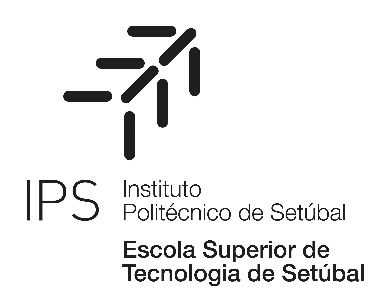 IPS
Instituto
Politécnico de Setúbal
Escola Superior de
Tecnologia de Setúbal